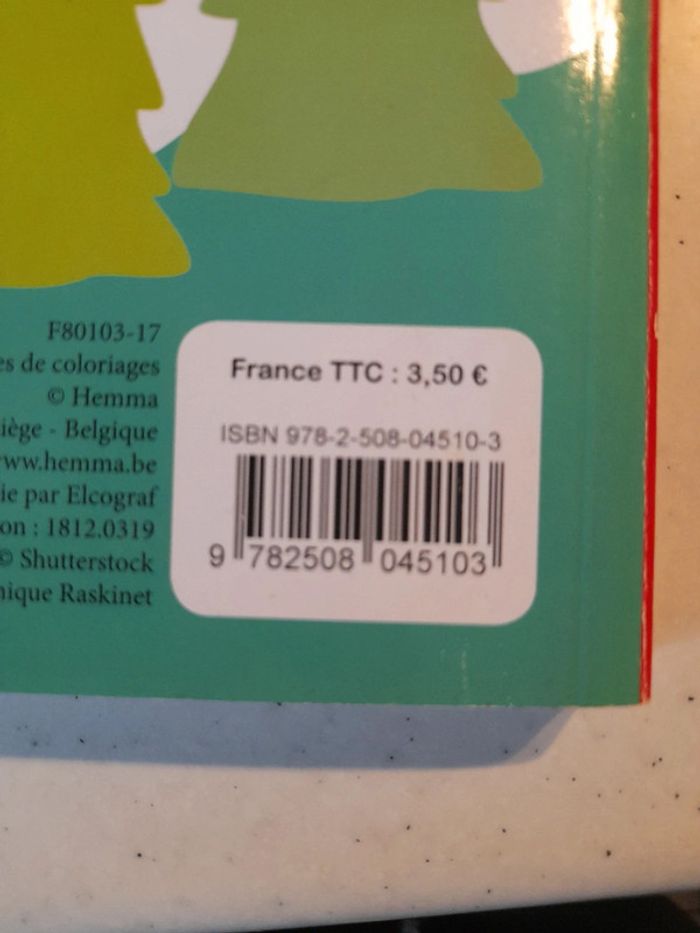 F80103-17
es de coloriages
© Hemma
iège - Belgique
www.hemma.be
ie par Elcograf
on : 1812.0319
© Shutterstock
nique Raskinet
France TTC : 3,50 €
ISBN 978-2-508-04510-3
9 782508 045103